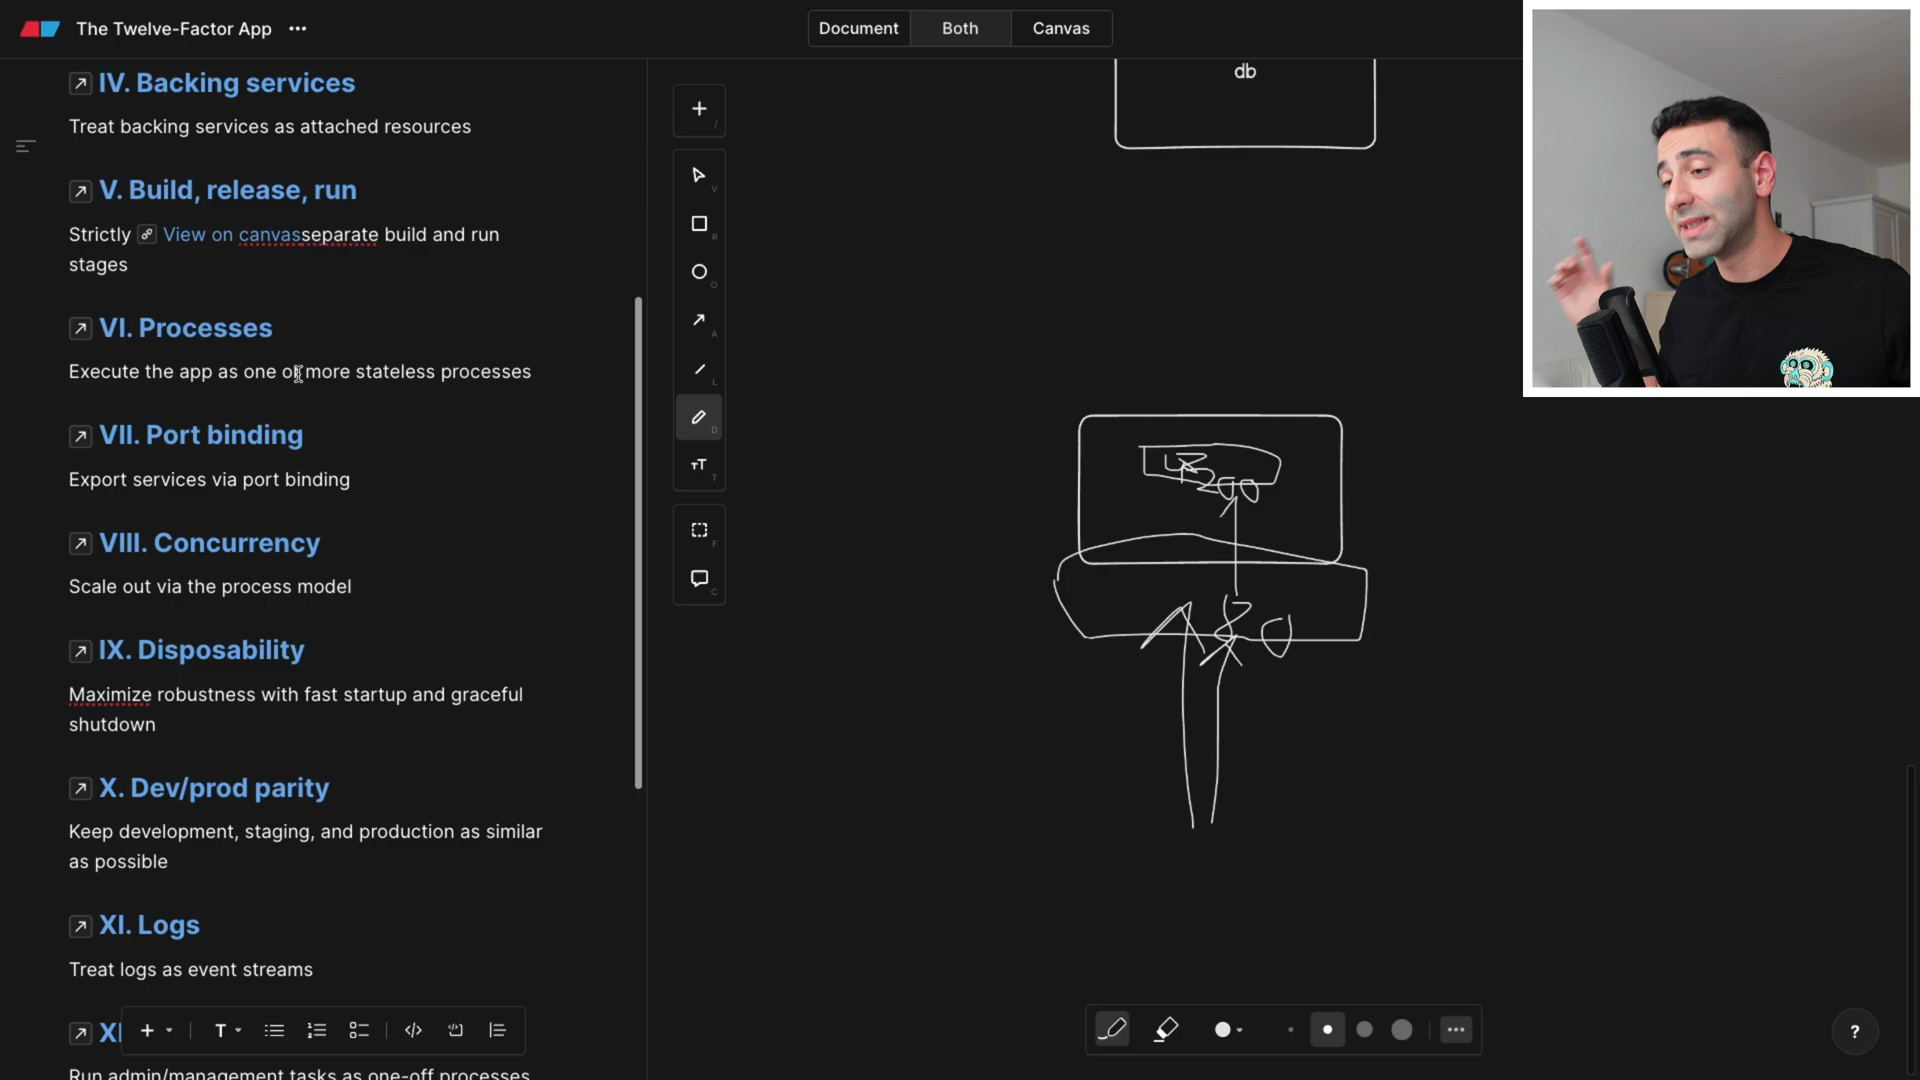 The Twelve-Factor App
Document
Both
Canvas
IV. Backing services
Treat backing services as attached resources
V. Build, release, run
Strictly View on canvasseparate build and run
stages
VI. Processes
Execute the app as one or more stateless processes
VII. Port binding
Export services via port binding
VIII. Concurrency
Scale out via the process model
IX. Disposability
Maximize robustness with fast startup and graceful
shutdown
X. Dev/prod parity
Keep development, staging, and production as similar
as possible
XI. Logs
Treat logs as event streams
XI
Run admin/management tasks as one-off processes
/
V
R
O
A
L
D
T
F
C
db
T
?